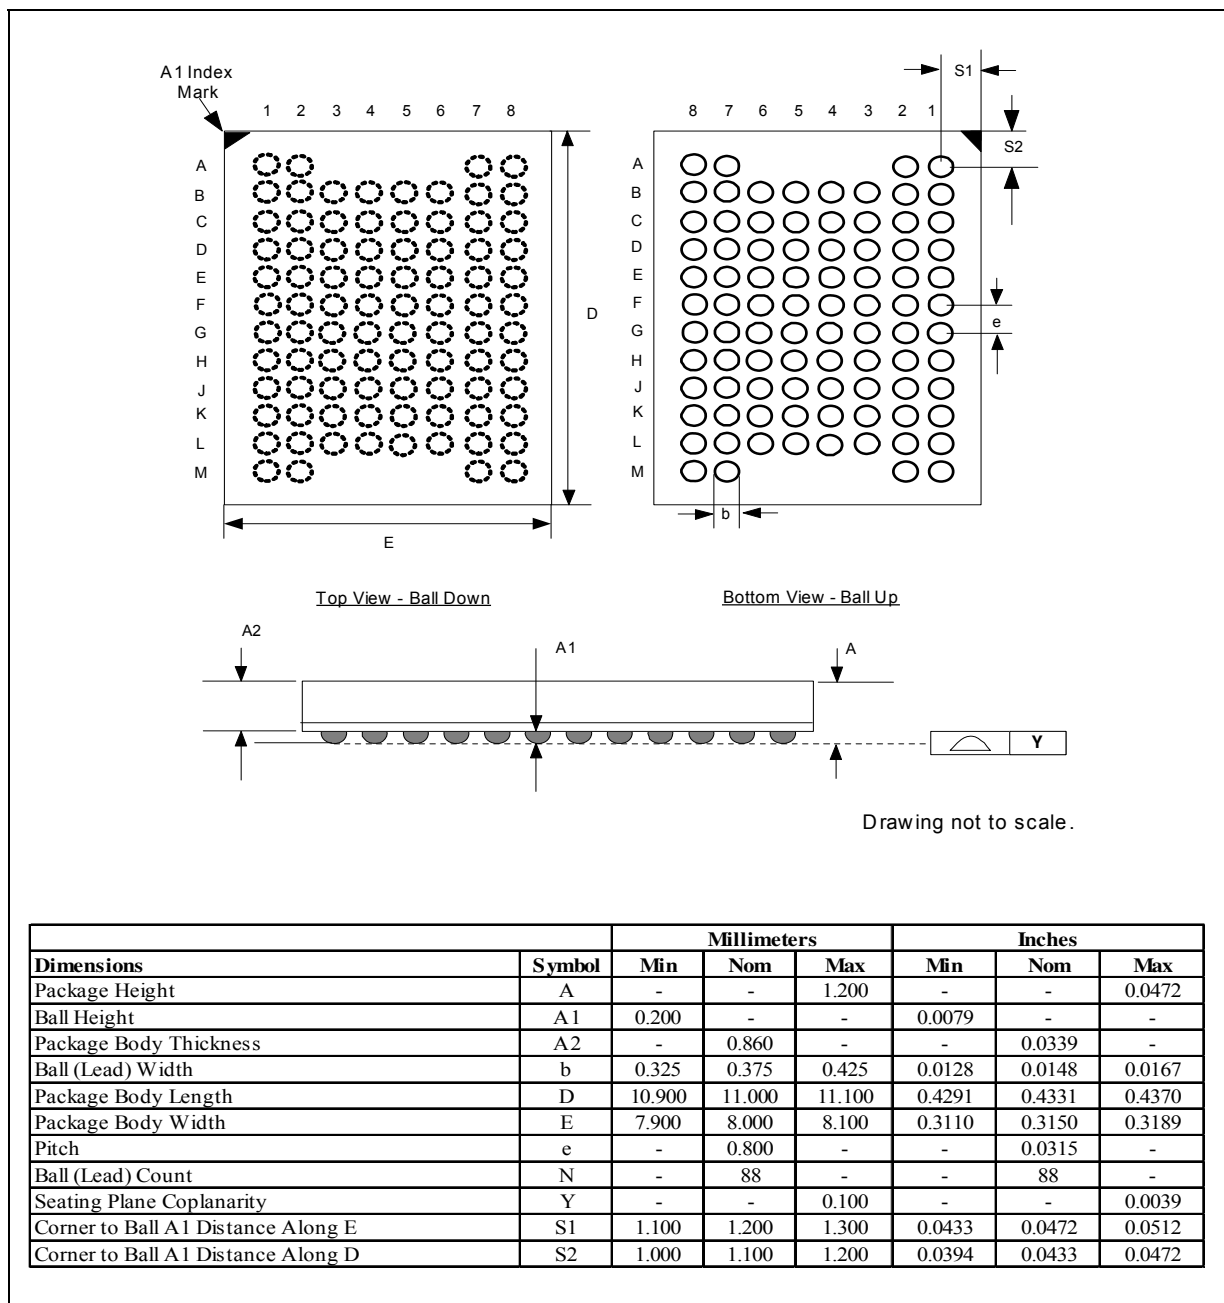 A1 Index
Mark
S1
S2
1 2 3 4 5 6 7 8
8 7 6 5 4 3 2 1
A
B
C
D
E
F
G
H
J
K
L
M
D
E
A
B
C
D
E
F
G
H
J
K
L
M
e
b
Top View - Ball Down
Bottom View - Ball Up
A2
A1
A
Y
Drawing not to scale.
Millimeters Inches
Dimensions Symbol Min Nom Max Min Nom Max
Package Height A - - 1.200 - - 0.0472
Ball Height A1 0.200 - - 0.0079 - -
Package Body Thickness A2 - 0.860 - - 0.0339 -
Ball (Lead) Width b 0.325 0.375 0.425 0.0128 0.0148 0.0167
Package Body Length D 10.900 11.000 11.100 0.4291 0.4331 0.4370
Package Body Width E 7.900 8.000 8.100 0.3110 0.3150 0.3189
Pitch e - 0.800 - - 0.0315 -
Ball (Lead) Count N - 88 - - 88 -
Seating Plane Coplanarity Y - - 0.100 - - 0.0039
Corner to Ball A1 Distance Along E S1 1.100 1.200 1.300 0.0433 0.0472 0.0512
Corner to Ball A1 Distance Along D S2 1.000 1.100 1.200 0.0394 0.0433 0.0472